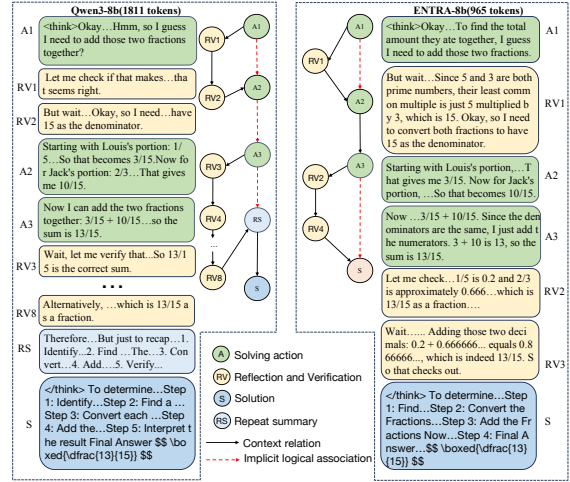 Qwen3-8b(1811 tokens)
A1
<think>Okay…Hmm, so I guess
I need to add those two fractions
together?
RV1
Let me check if that makes…tha
t seems right.
RV2
But wait…Okay, so I need…have
15 as the denominator.
A2
Starting with Louis's portion: 1/
5…So that becomes 3/15.Now fo
r Jack's portion: 2/3…That gives
me 10/15.
A3
Now I can add the two fractions
together: 3/15 + 10/15…so the
sum is 13/15.
RV3
Wait, let me verify that...So 13/1
5 is the correct sum.
...
RV8
Alternatively, …which is 13/15 a
s a fraction.
RS
Therefore…But just to recap…1.
Identify...2. Find …The…3. Con
vert…4. Add….5. Verify...
S
</think> To determine…Step
1: Identify…Step 2: Find a …
Step 3: Convert each …Step
4: Add the…Step 5: Interpret t
he result Final Answer $$ \bo
xed{\dfrac{13}{15}} $$
A1
RV1
RV2
A2
RV3
A3
RV4
RS
...
RV8
S
A Solving action
RV Reflection and Verification
S Solution
RS Repeat summary
Context relation
Implicit logical association
ENTRA-8b(965 tokens)
A1
RV1
A2
RV2
A3
RV4
S
<think>Okay…To find the total
amount they ate together, I guess
I need to add those two fractions.
A1
But wait…Since 5 and 3 are both
prime numbers, their least comm
on multiple is just 5 multiplied b
y 3, which is 15. Okay, so I need
to convert both fractions to have
15 as the denominator.
RV1
Starting with Louis's portion,…T
hat gives me 3/15. Now for Jack's
portion, …So that becomes 10/15.
A2
Now …3/15 + 10/15. Since the den
ominators are the same, I just add t
he numerators. 3 + 10 is 13, so the
sum is 13/15.
A3
Let me check…1/5 is 0.2 and 2/3
is approximately 0.666…which is
13/15 as a fraction….
RV2
Wait…... Adding those two deci
mals: 0.2 + 0.666666... equals 0.8
66666..., which is indeed 13/15. S
o that checks out.
RV3
</think> To determine…Step
1: Find…Step 2: Convert the
Fractions…Step 3: Add the Fr
actions Now…Step 4: Final A
nswer…$$ \boxed{\dfrac{13}
{15}} $$
S